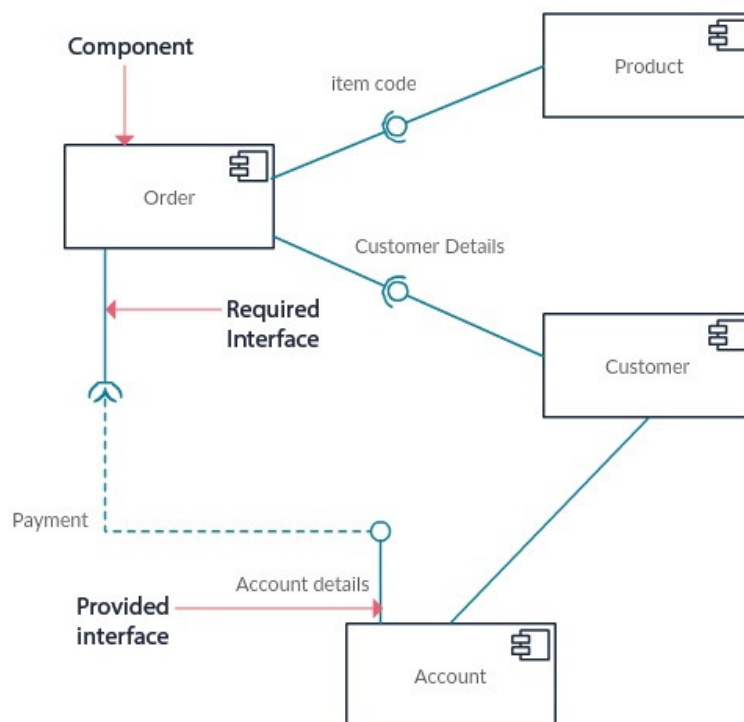 Component
item code
Product
Order
Customer Details
Required
Interface
Customer
Payment
Account details
Provided
interface
Account